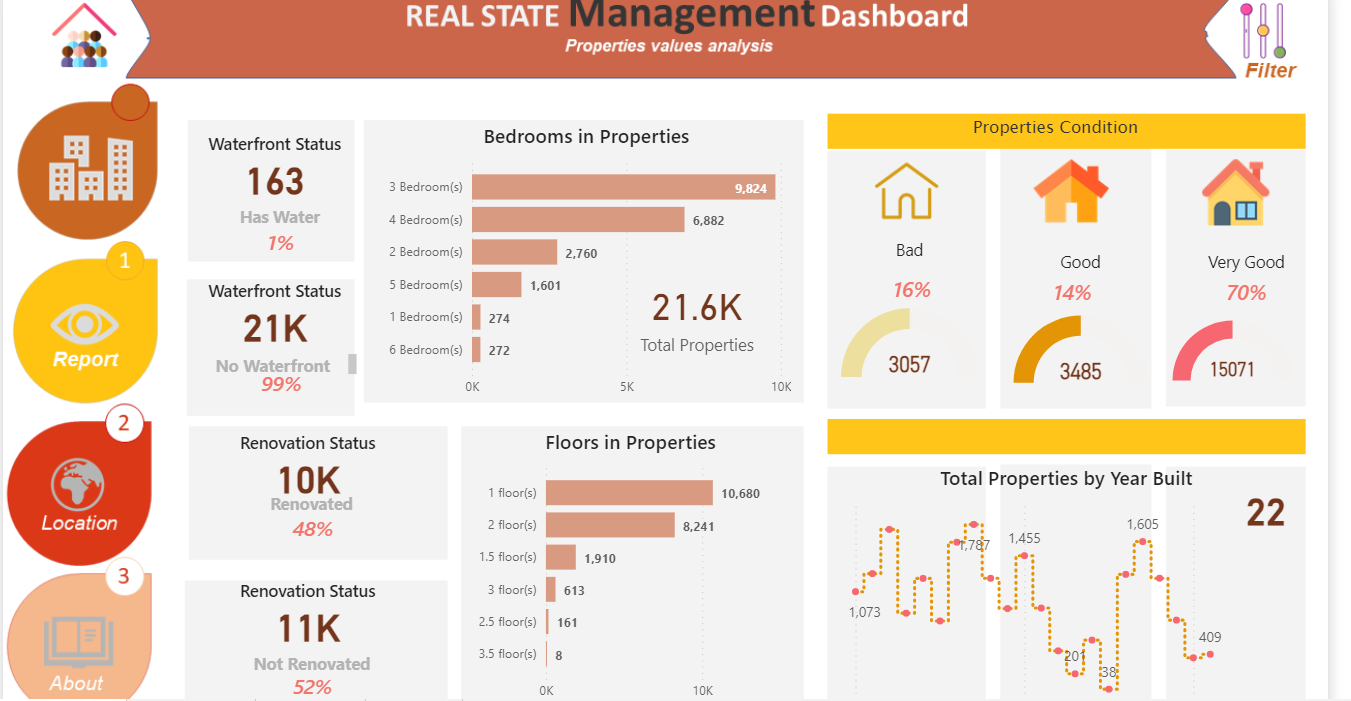 REAL STATE Management Dashboard
Properties values analysis
Filter
1
Report
2
Location
3
About
Waterfront Status
163
Has Water
1%
Waterfront Status
21K
No Waterfront
99%
Bedrooms in Properties
3 Bedroom(s) 9,824
4 Bedroom(s) 6,882
2 Bedroom(s) 2,760
5 Bedroom(s) 1,601
1 Bedroom(s) 274
6 Bedroom(s) 272
0K 5K 10K
21.6K
Total Properties
Properties Condition
Bad
16%
3057
Good
14%
3485
Very Good
70%
15071
Renovation Status
10K
Renovated
48%
Renovation Status
11K
Not Renovated
52%
Floors in Properties
1 floor(s) 10,680
2 floor(s) 8,241
1.5 floor(s) 1,910
3 floor(s) 613
2.5 floor(s) 161
3.5 floor(s) 8
0K 10K
Total Properties by Year Built
22
1,073
1,787
1,455
201
38
1,605
409